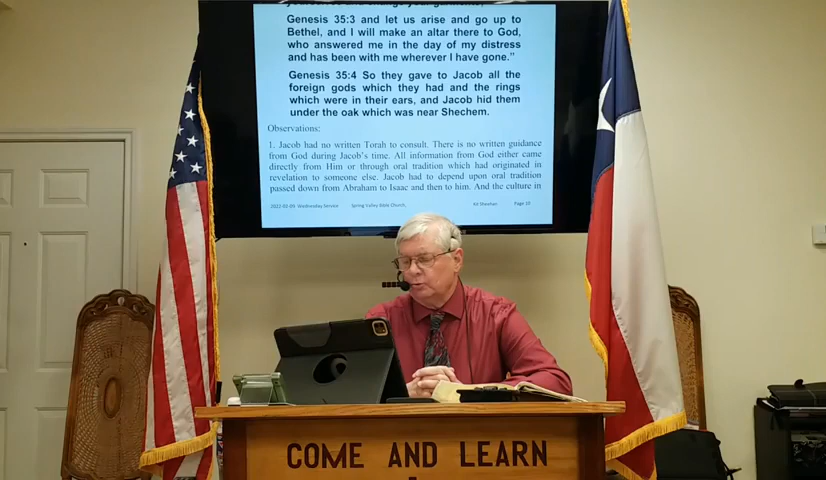 Genesis 35:3 and let us arise and go up to
Bethel, and I will make an altar there to God,
who answered me in the day of my distress
and has been with me wherever I have gone."
Genesis 35:4 So they gave to Jacob all the
foreign gods which they had and the rings
which were in their ears, and Jacob hid them
under the oak which was near Shechem.
Observations:
1. Jacob had no written Torah to consult. There is no written guidance
from God during Jacob's time. All information from God either came
directly from Him or through oral tradition which had originated in
revelation to someone else. Jacob had to depend upon oral tradition
passed down from Abraham to Isaac and then to him. And the culture in
Wednesday Service Spring Valley Bible Church, Page 10
COME AND LEARN